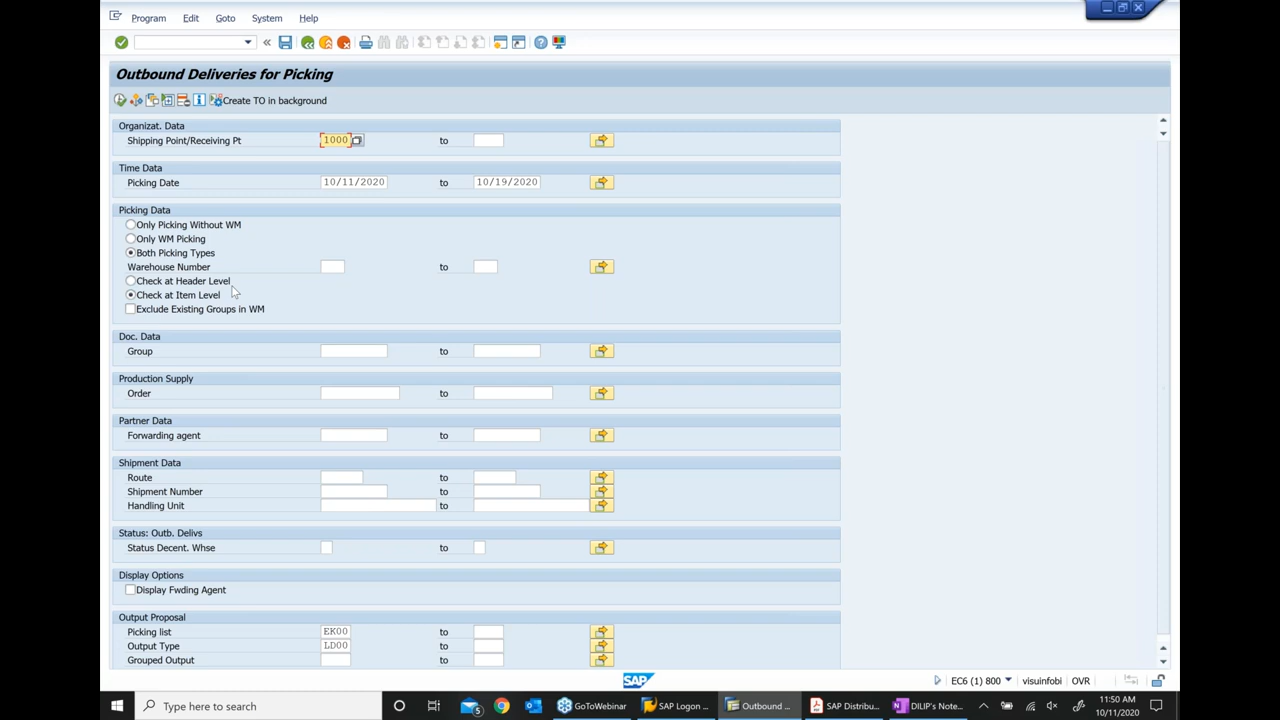 Program Edit Goto System Help
Outbound Deliveries for Picking
Create TO in background
Organizat. Data
Shipping Point/Receiving Pt 1000 to
Time Data
Picking Date 10/11/2020 to 10/19/2020
Picking Data
Only Picking Without WM
Only WM Picking
Both Picking Types
Warehouse Number to
Check at Header Level
Check at Item Level
Exclude Existing Groups in WM
Doc. Data
Group to
Production Supply
Order to
Partner Data
Forwarding agent to
Shipment Data
Route to
Shipment Number to
Handling Unit to
Status: Outb. Delivs
Status Decent. Whse to
Display Options
Display Fwding Agent
Output Proposal
Picking list EK00 to
Output Type LD00 to
Grouped Output to
SAP EC6 (1) 800 visuinfobi OVR
Type here to search 5 GoToWebinar SAP Logon ... Outbound ... SAP Distribu... DILIP's Note... 11:50 AM
10/11/2020